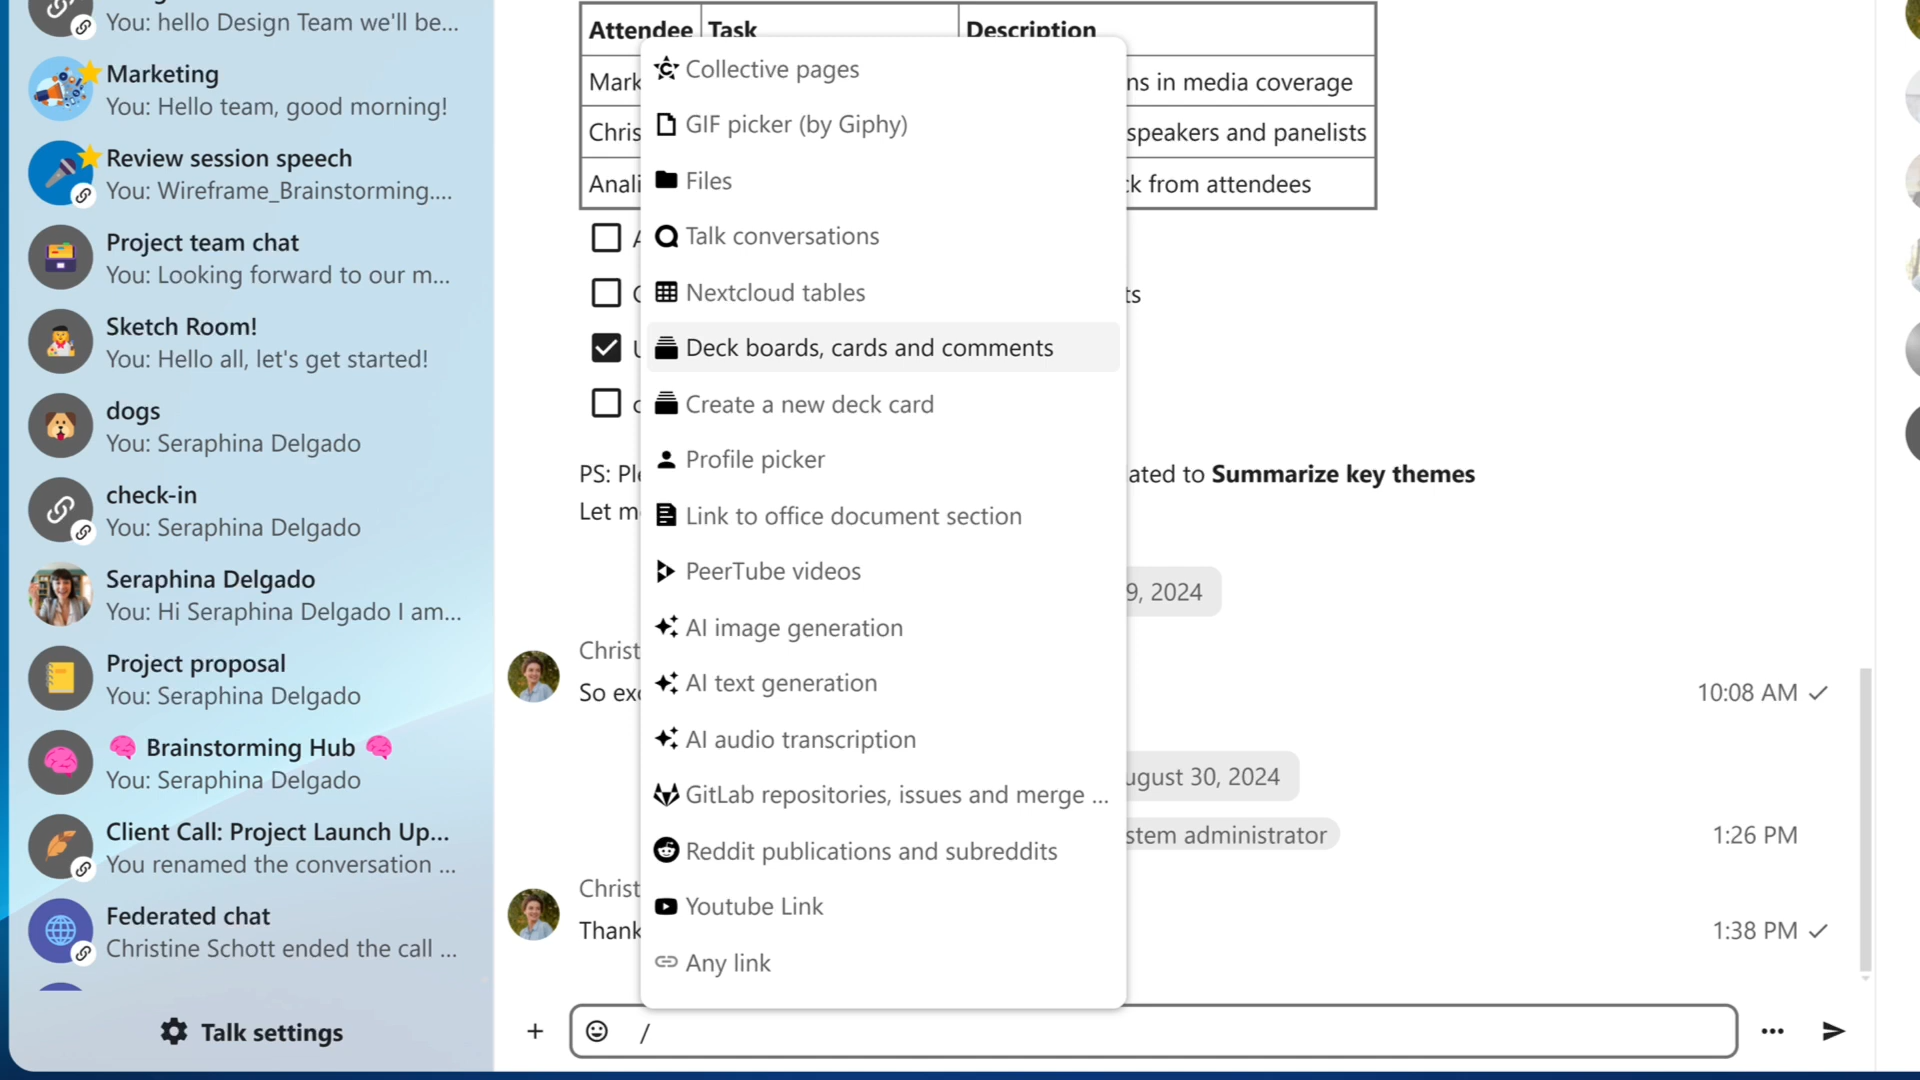 You: hello Design Team we'll be...
Marketing
You: Hello team, good morning!
Review session speech
You: Wireframe_Brainstorming....
Project team chat
You: Looking forward to our m...
Sketch Room!
You: Hello all, let's get started!
dogs
You: Seraphina Delgado
check-in
You: Seraphina Delgado
Seraphina Delgado
You: Hi Seraphina Delgado I am...
Project proposal
You: Seraphina Delgado
🧠 Brainstorming Hub 🧠
You: Seraphina Delgado
Client Call: Project Launch Up...
You renamed the conversation ...
Federated chat
Christine Schott ended the call ...
Talk settings
Attendee Task Description
Mark ns in media coverage
Chris speakers and panelists
Anali ck from attendees
ts
PS: Ple ated to Summarize key themes
Let m
9, 2024
Christ
So exc 10:08 AM
ugust 30, 2024
stem administrator 1:26 PM
Christ
Thank 1:38 PM
Collective pages
GIF picker (by Giphy)
Files
Talk conversations
Nextcloud tables
Deck boards, cards and comments
Create a new deck card
Profile picker
Link to office document section
PeerTube videos
AI image generation
AI text generation
AI audio transcription
GitLab repositories, issues and merge ...
Reddit publications and subreddits
Youtube Link
Any link
/